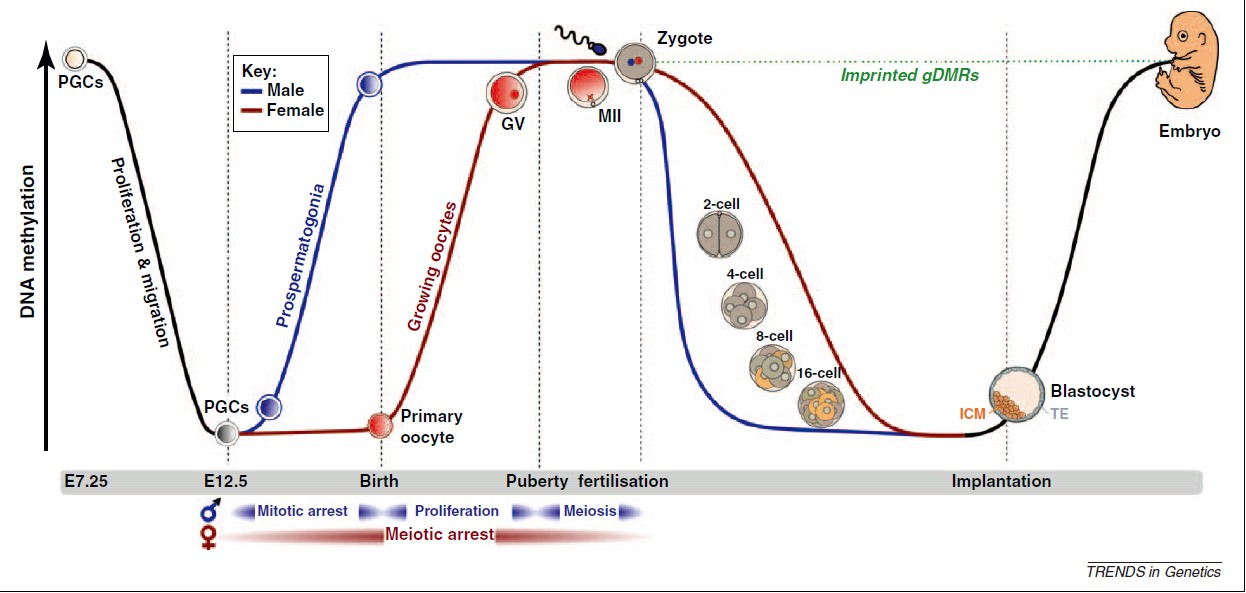 Zygote
PGCs
Key:
Male
Female
GV
MII
Imprinted gDMRs
Embryo
DNA methylation
Proliferation & migration
Prospermatogonia
Growing oocytes
2-cell
4-cell
8-cell
16-cell
PGCs
Primary
oocyte
Blastocyst
ICM
TE
E7.25 E12.5 Birth Puberty fertilisation Implantation
♂ Mitotic arrest Proliferation Meiosis
♀ Meiotic arrest
TRENDS in Genetics